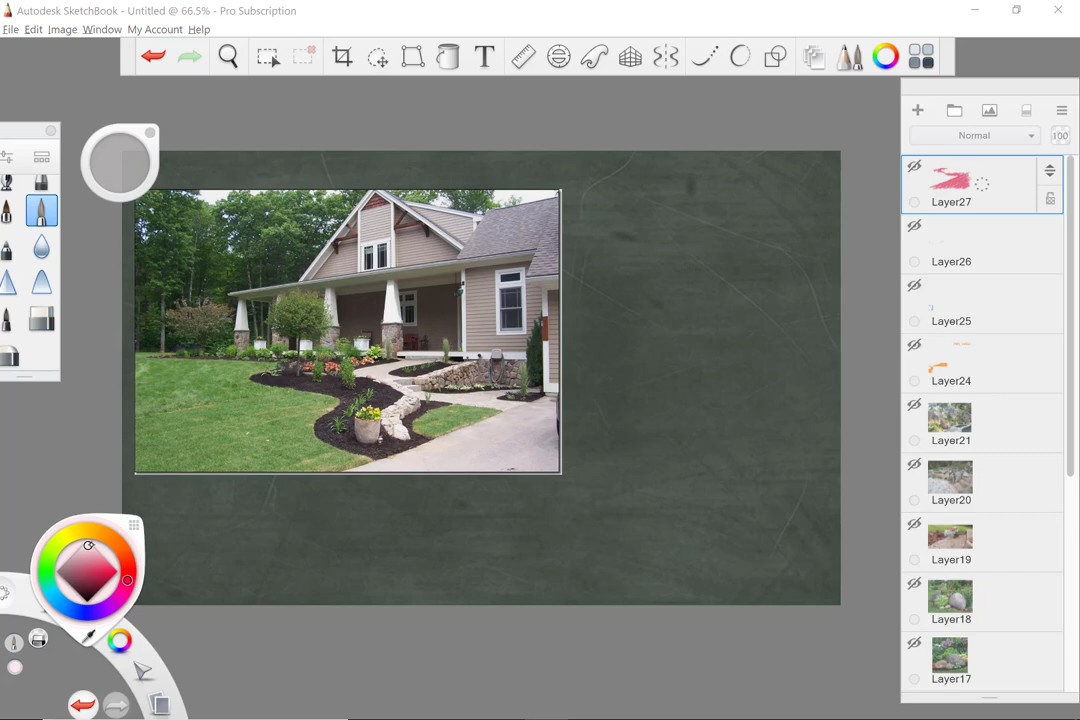 Autodesk SketchBook - Untitled @ 66.5% - Pro Subscription
File Edit Image Window My Account Help
T
Normal
100
Layer27
Layer26
Layer25
Layer24
Layer21
Layer20
Layer19
Layer18
Layer17